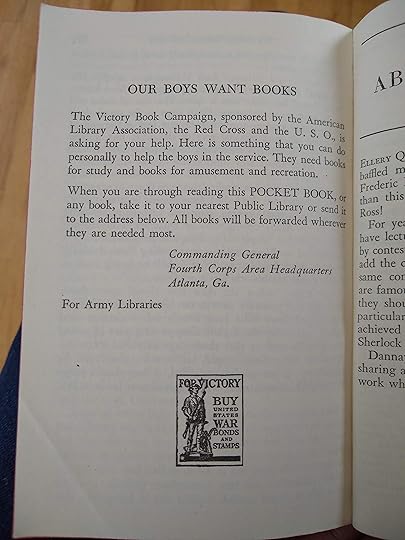 OUR BOYS WANT BOOKS
The Victory Book Campaign, sponsored by the American
Library Association, the Red Cross and the U. S. O., is
asking for your help. Here is something that you can do
personally to help the boys in the service. They need books
for study and books for amusement and recreation.
When you are through reading this POCKET BOOK, or
any book, take it to your nearest Public Library or send it
to the address below. All books will be forwarded wherever
they are needed most.
Commanding General
Fourth Corps Area Headquarters
Atlanta, Ga.
For Army Libraries
FOR VICTORY
BUY
UNITED
STATES
WAR
BONDS
AND
STAMPS
AB
ELLERY Q
baffled m
Frederic
than this
Ross!
For yea
have lectu
by contes
add the c
same con
are famou
they shou
particular
achieved
Sherlock
Danna
sharing a
work wh